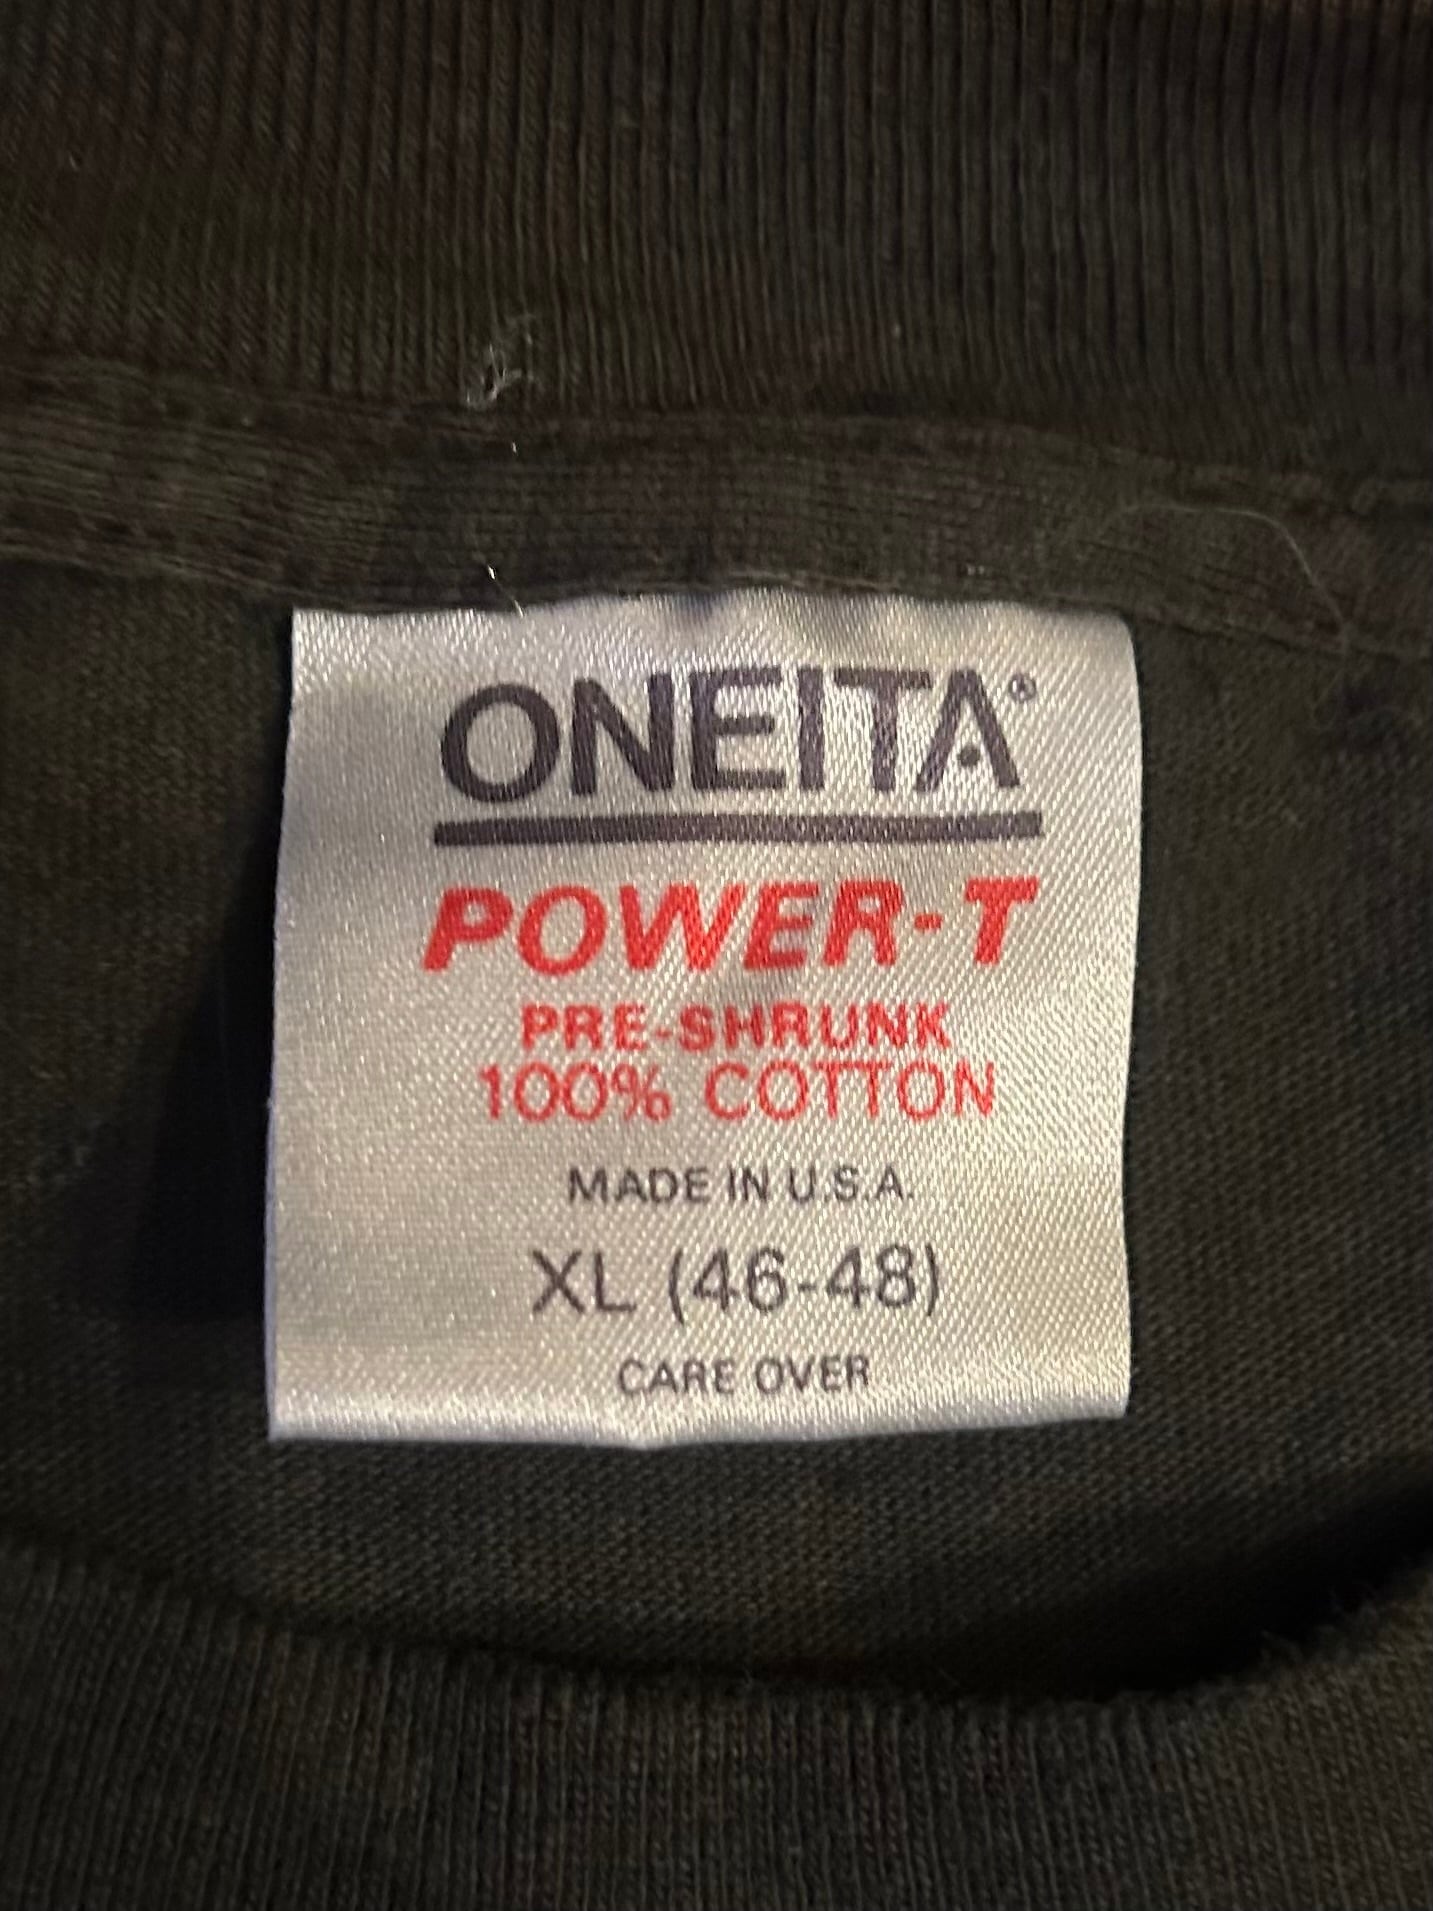 ONEITA®
POWER-T
PRE-SHRUNK
100% COTTON
MADE IN U.S.A.
XL (46-48)
CARE OVER